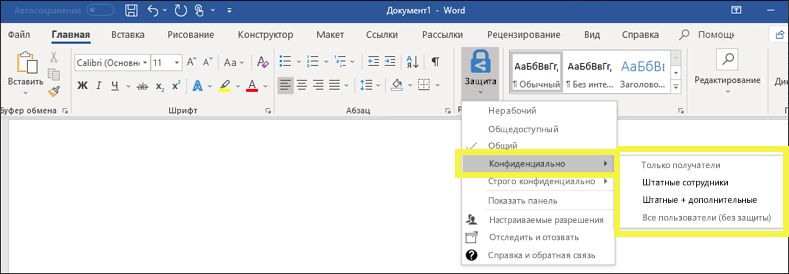 Автосохранение
Документ1 - Word
Файл Главная Вставка Рисование Конструктор Макет Ссылки Рассылки Рецензирование Вид Справка Помощь
Вставить
Calibri (Основн 11
Ж К Ч ab x₂ x²
Aa
Защита
АаБбВвГг, АаБбВвГг, АаБбВв
¶ Обычный ¶ Без инте... Заголово...
Редактирование
Буфер обмена Шрифт Абзац
Нерабочий
Общедоступный
Общий
Конфиденциально
Строго конфиденциально
Показать панель
Настраиваемые разрешения
Отследить и отозвать
Справка и обратная связь
Только получатели
Штатные сотрудники
Штатные + дополнительные
Все пользователи (без защиты)